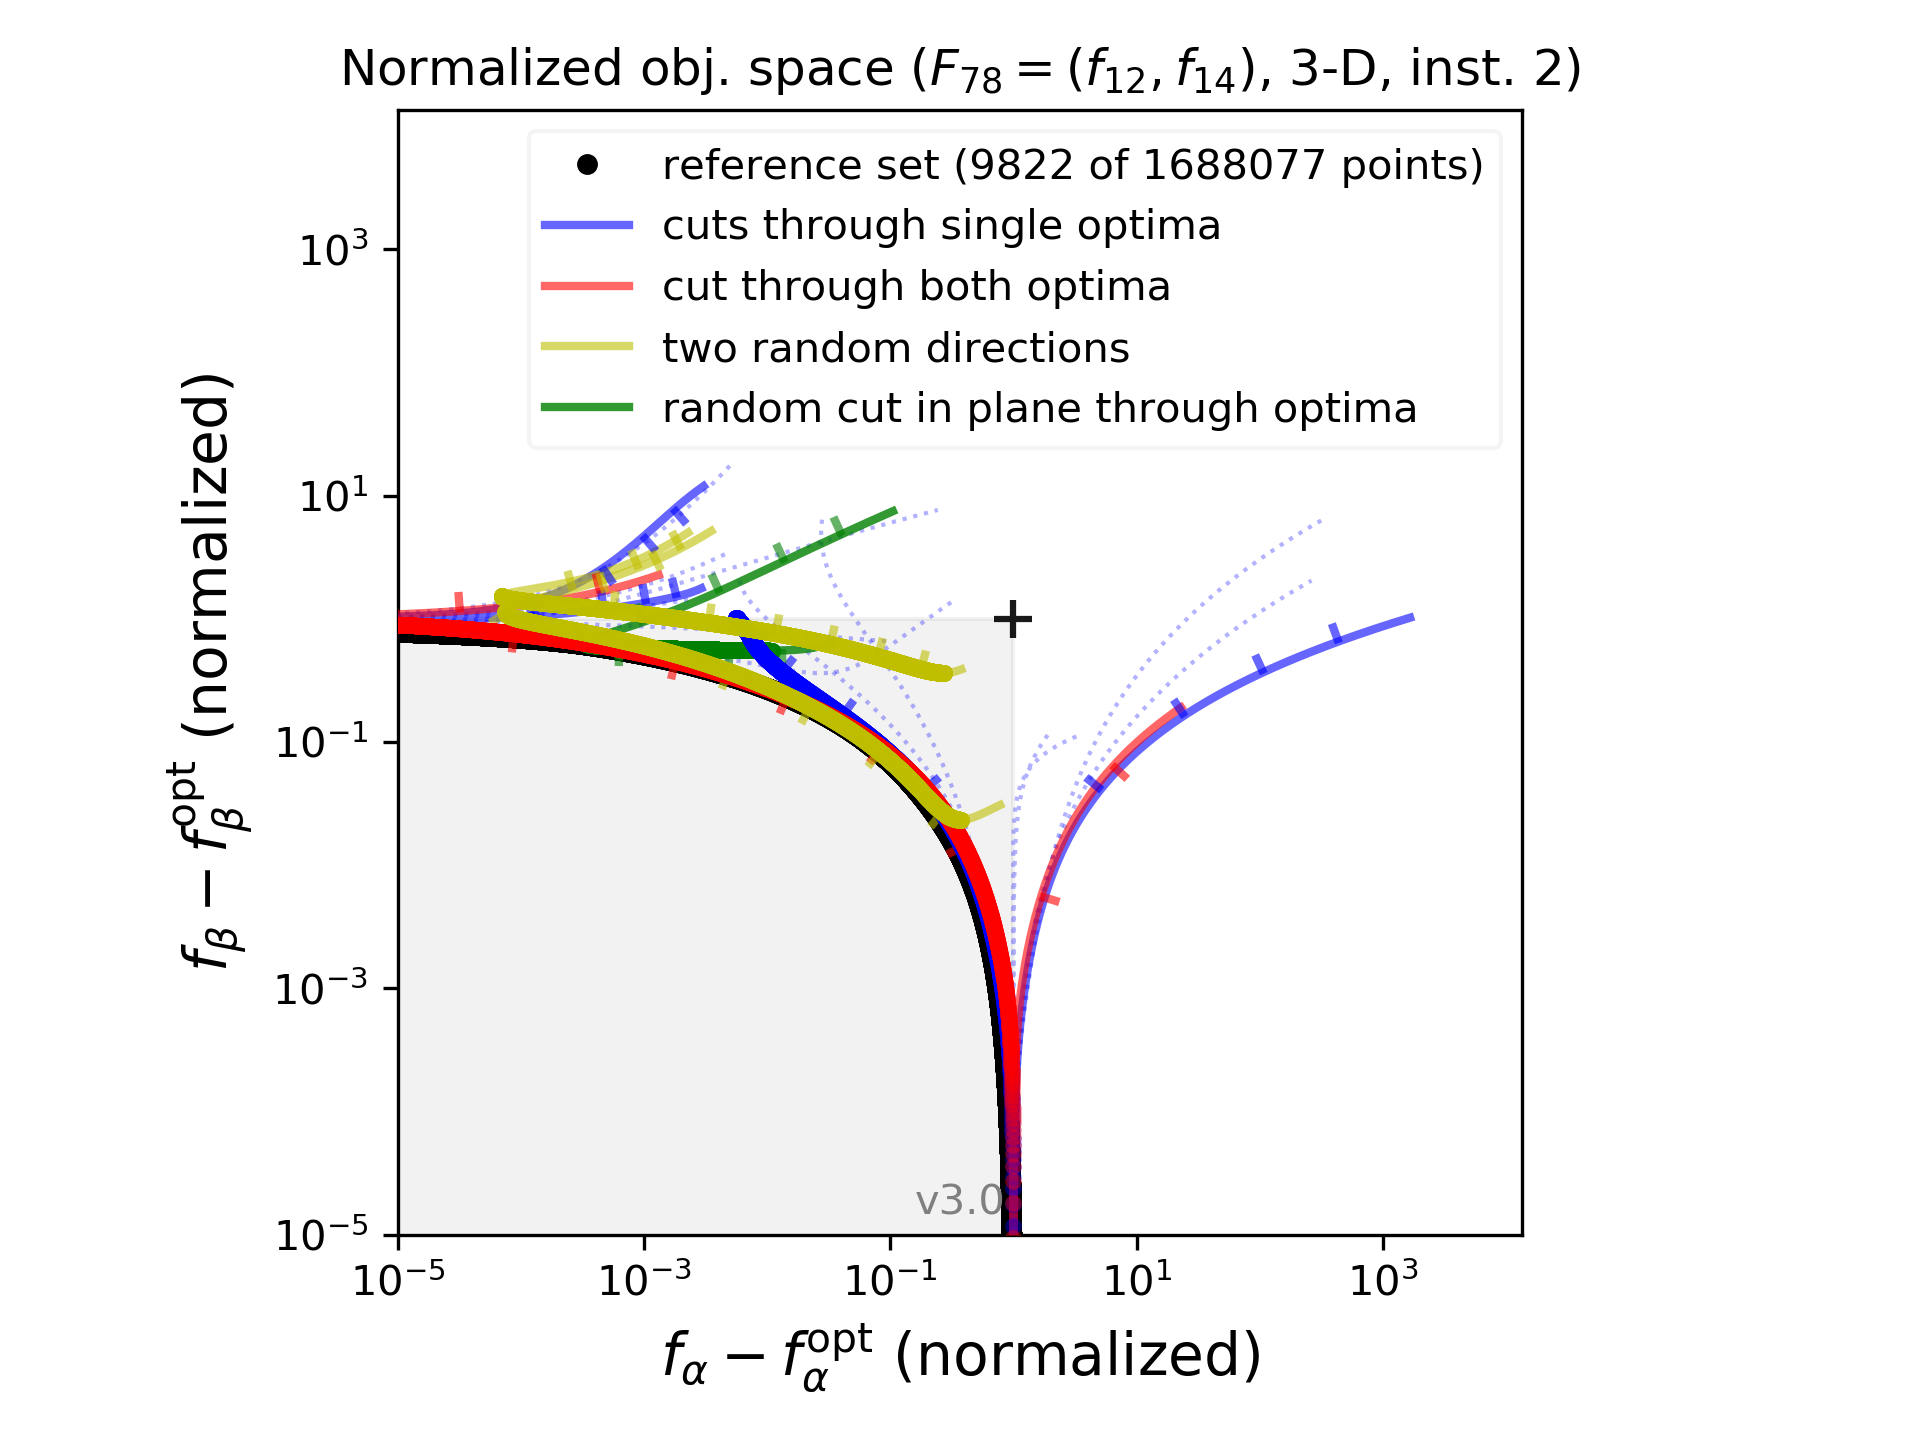 Normalized obj. space (F₇₈ = (f₁₂, f₁₄), 3-D, inst. 2)
reference set (9822 of 1688077 points)
cuts through single optima
cut through both optima
two random directions
random cut in plane through optima
f_β − f_β^opt (normalized)
10³
10¹
10⁻¹
10⁻³
10⁻⁵
v3.0
10⁻⁵
10⁻³
10⁻¹
10¹
10³
f_α − f_α^opt (normalized)